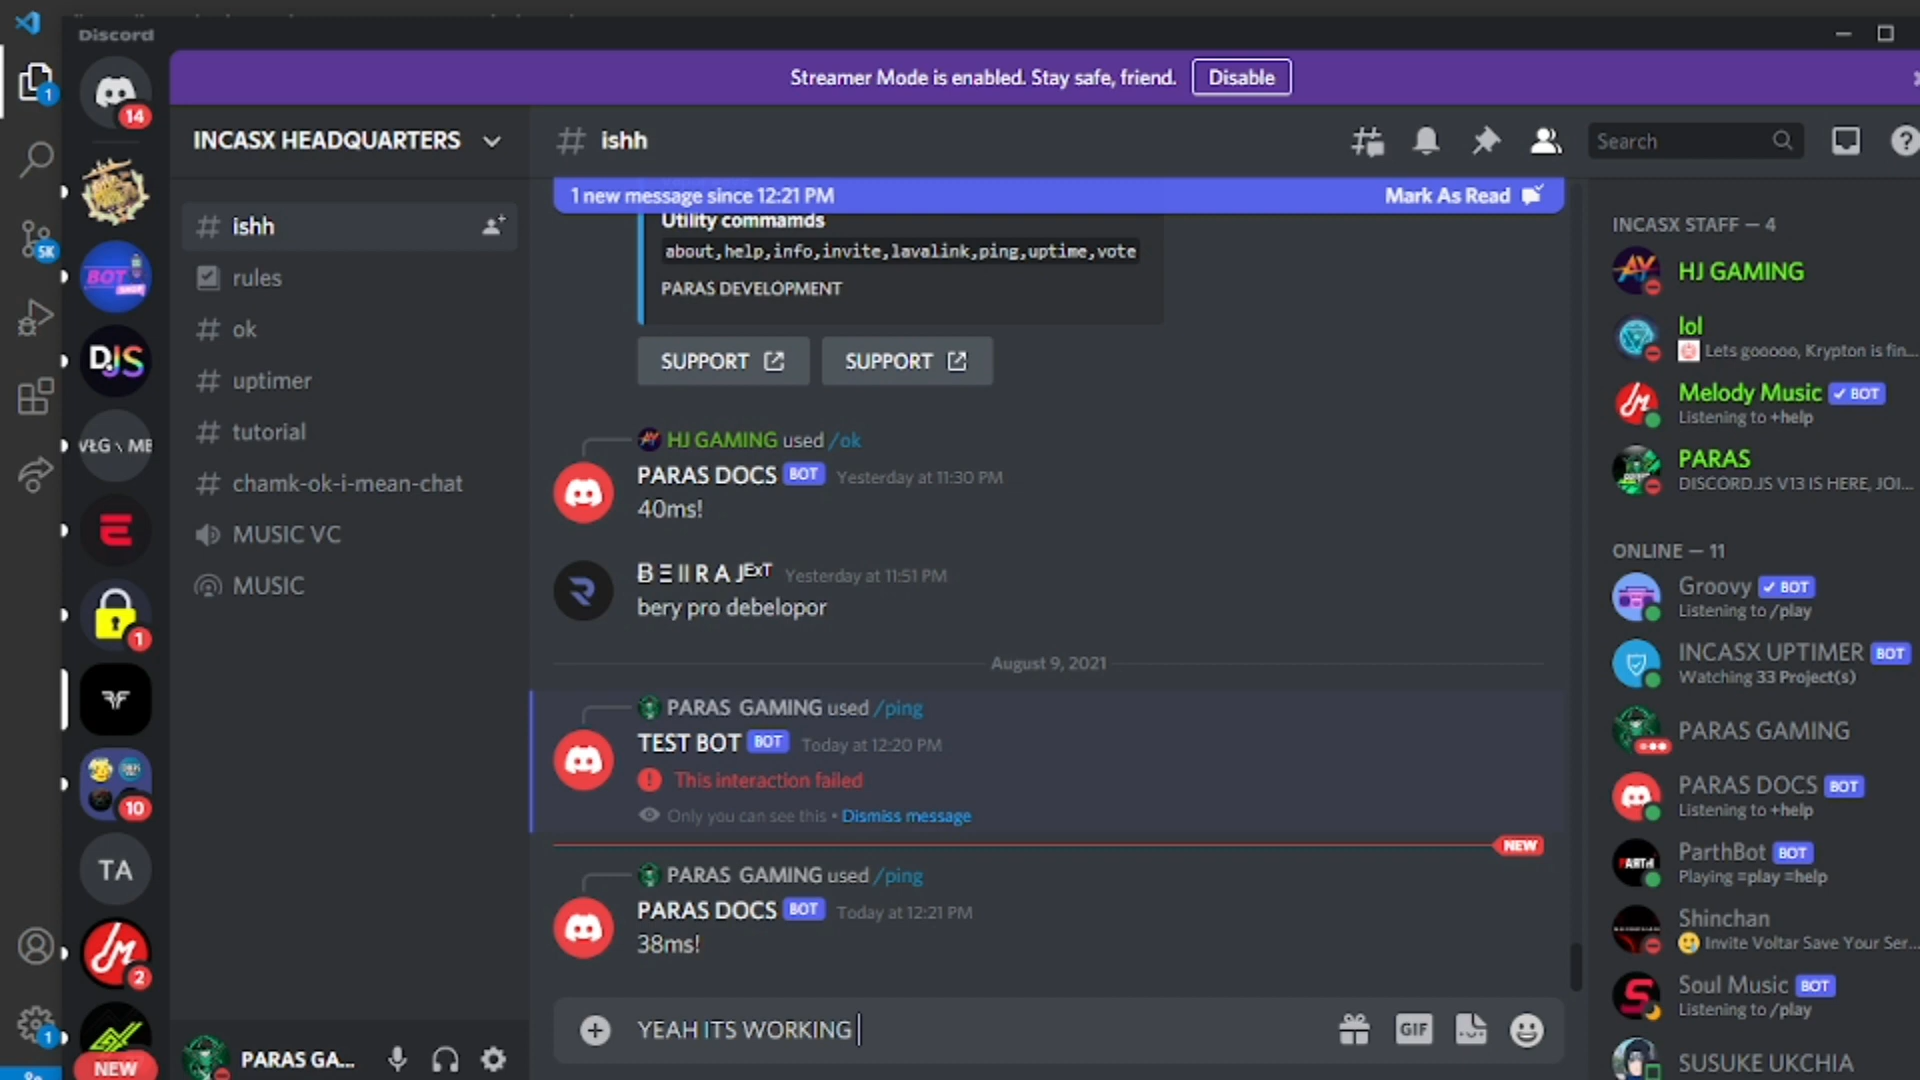 Discord
Streamer Mode is enabled. Stay safe, friend.
Disable
1
14
INCASX HEADQUARTERS
ishh
Search
1 new message since 12:21 PM
Mark As Read
Utility commamds
about,help,info,invite,lavalink,ping,uptime,vote
PARAS DEVELOPMENT
SUPPORT
SUPPORT
HJ GAMING used /ok
PARAS DOCS BOT Yesterday at 11:30 PM
40ms!
Yesterday at 11:51 PM
bery pro debelopor
August 9, 2021
PARAS GAMING used /ping
TEST BOT BOT Today at 12:20 PM
This interaction failed
Only you can see this • Dismiss message
NEW
PARAS GAMING used /ping
PARAS DOCS BOT Today at 12:21 PM
38ms!
YEAH ITS WORKING
GIF
ishh
rules
ok
uptimer
tutorial
chamk-ok-i-mean-chat
MUSIC VC
MUSIC
5K
BOT
DJS
1
10
TA
2
1
NEW
PARAS GA...
INCASX STAFF — 4
HJ GAMING
lol
Lets gooooo, Krypton is fin...
Melody Music BOT
Listening to +help
PARAS
DISCORD.JS V13 IS HERE, JOI...
ONLINE — 11
Groovy BOT
Listening to /play
INCASX UPTIMER BOT
Watching 33 Project(s)
PARAS GAMING
PARAS DOCS BOT
Listening to +help
ParthBot BOT
Playing =play =help
Shinchan
Invite Voltar Save Your Ser...
Soul Music BOT
Listening to /play
SUSUKE UKCHIA